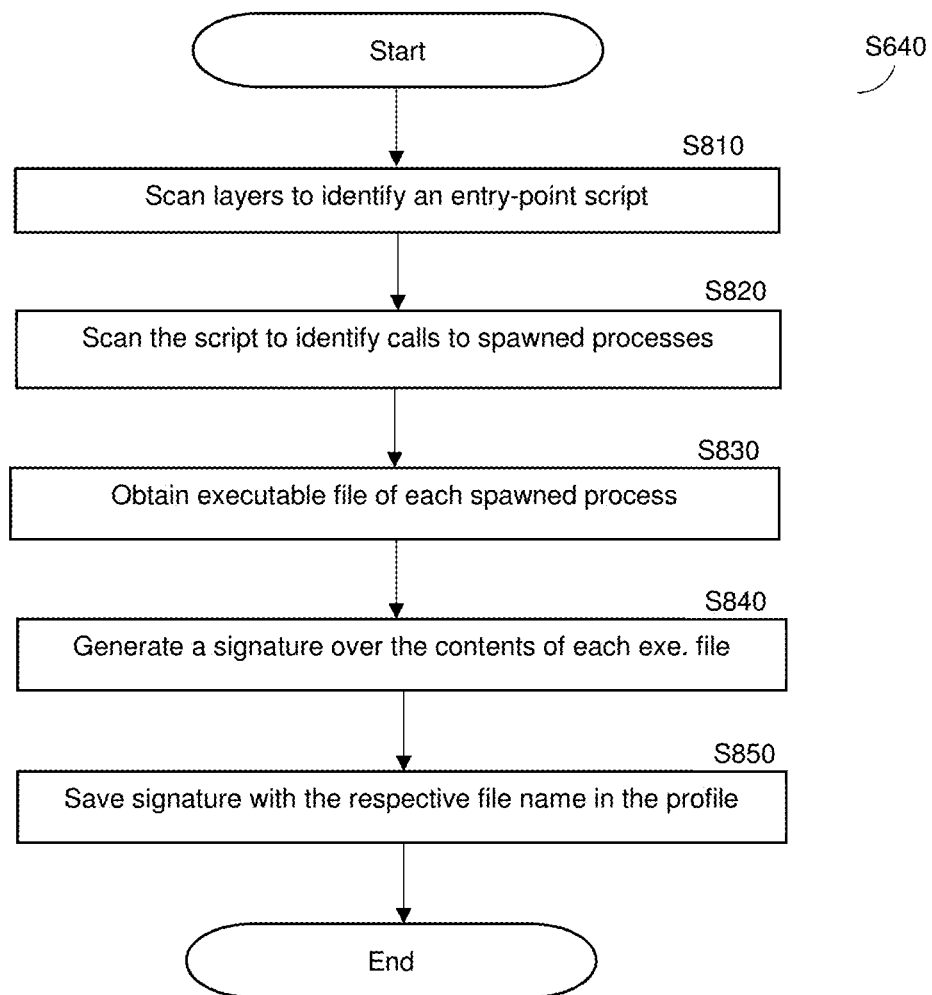 Start
S640
S810
Scan layers to identify an entry-point script
S820
Scan the script to identify calls to spawned processes
S830
Obtain executable file of each spawned process
S840
Generate a signature over the contents of each exe. file
S850
Save signature with the respective file name in the profile
End